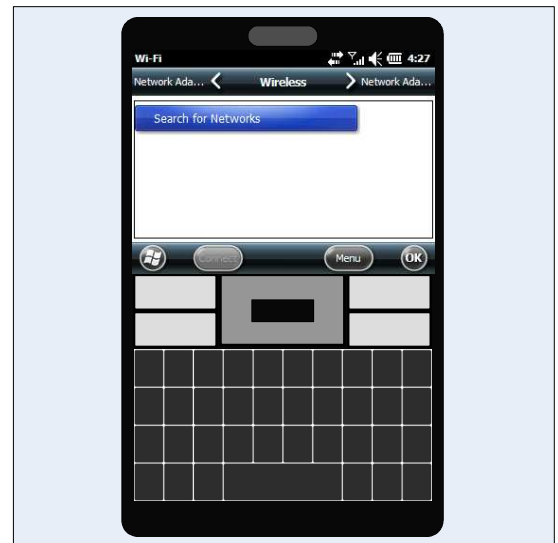 Wi-Fi 4:27
Network Ada... Wireless Network Ada...
Search for Networks
Connect Menu OK